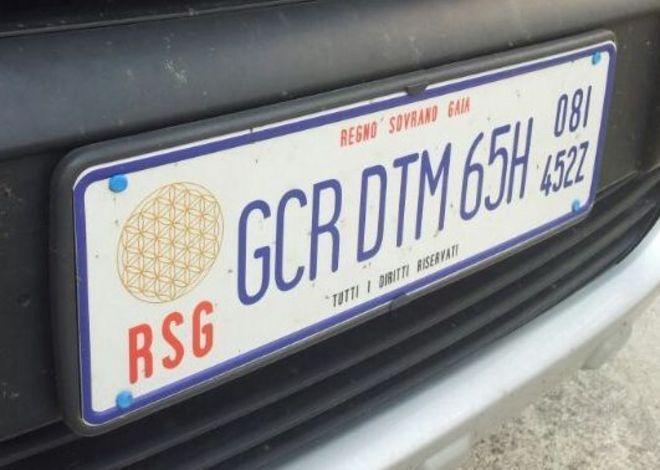 REGNO SOVRANO GAIA
GCR DTM 65H
081
452Z
RSG
TUTTI I DIRITTI RISERVATI